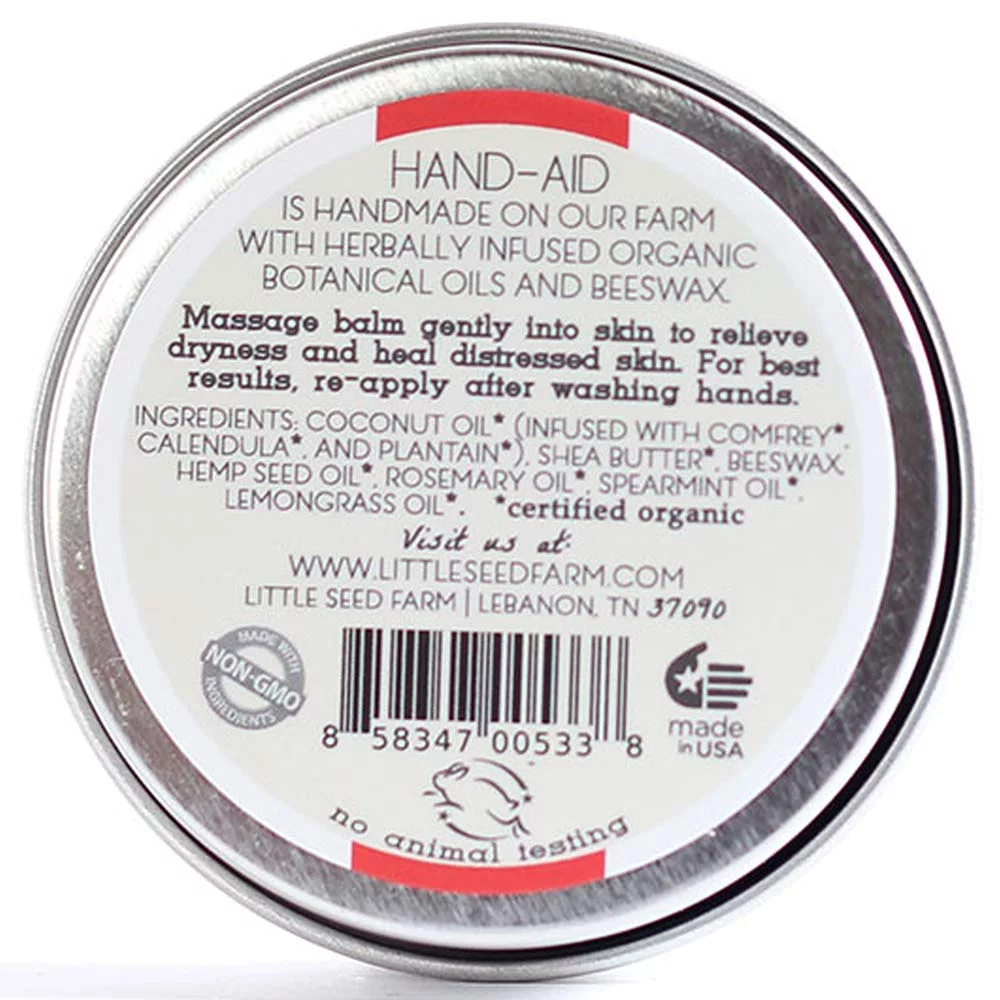 HAND-AID
IS HANDMADE ON OUR FARM
WITH HERBALLY INFUSED ORGANIC
BOTANICAL OILS AND BEESWAX.
Massage balm gently into skin to relieve
dryness and heal distressed skin. For best
results, re-apply after washing hands.
INGREDIENTS: COCONUT OIL* (INFUSED WITH COMFREY*,
CALENDULA*, AND PLANTAIN*), SHEA BUTTER*, BEESWAX,
HEMP SEED OIL*, ROSEMARY OIL*, SPEARMINT OIL*,
LEMONGRASS OIL*. *certified organic
Visit us at:
WWW.LITTLESEEDFARM.COM
LITTLE SEED FARM | LEBANON, TN 37090
MADE WITH
NON-GMO
INGREDIENTS
8 58347 00533 8
made
in USA
no animal testing